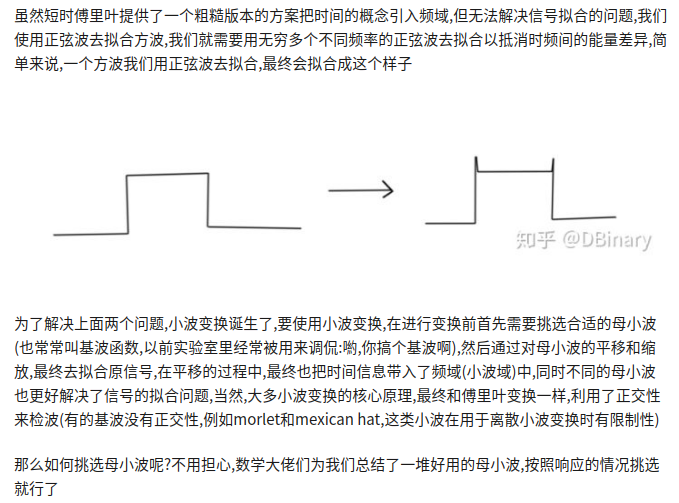 虽然短时傅里叶提供了一个粗糙版本的方案把时间的概念引入频域,但无法解决信号拟合的问题,我们
使用正弦波去拟合方波,我们就需要用无穷多个不同频率的正弦波去拟合以抵消时频间的能量差异,简
单来说,一个方波我们用正弦波去拟合,最终会拟合成这个样子
知乎 @DBinary
为了解决上面两个问题,小波变换诞生了,要使用小波变换,在进行变换前首先需要挑选合适的母小波
(也常常叫基波函数,以前实验室里经常被用来调侃:哟,你搞个基波啊),然后通过对母小波的平移和缩
放,最终去拟合原信号,在平移的过程中,最终也把时间信息带入了频域(小波域)中,同时不同的母小波
也更好解决了信号的拟合问题,当然,大多小波变换的核心原理,最终和傅里叶变换一样,利用了正交性
来检波(有的基波没有正交性,例如morlet和mexican hat,这类小波在用于离散小波变换时有限制性)
那么如何挑选母小波呢?不用担心,数学大佬们为我们总结了一堆好用的母小波,按照响应的情况挑选
就行了